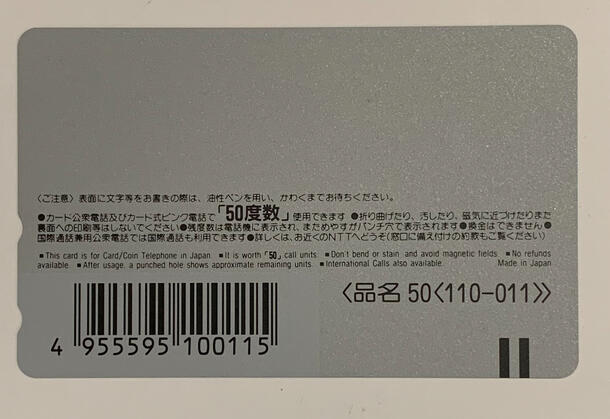 〈ご注意〉表面に文字等をお書きの際は、油性ペンを用い、かわくまでお待ちください。
●カード公衆電話及びカード式ピンク電話で「50度数」使用できます ●折り曲げたり、汚したり、磁気に近づけたりまた
裏面への印刷等はしないでください●残度数は電話機に表示され、まためやすがパンチ穴で表示されます ●換金はできません●
国際通話兼用公衆電話では国際通話も利用できます●詳しくは、お近くのNTTへどうぞ(窓口に備え付けの約款もご覧ください)
■This card is for Card/Coin Telephone in Japan. ■It is worth「50」call units. ■Don't bend or stain, and avoid magnetic fields. ■No refunds
available. ■After usage, a punched hole shows approximate remaining units. ■International Calls also available. Made in Japan
〈品名 50〈110-011〉〉
4 955595 100115